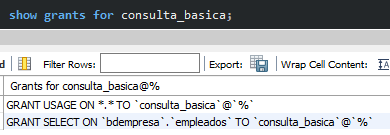 show grants for consulta_basica;
Filter Rows:
Export:
Wrap Cell Content:
Grants for consulta_basica@%
GRANT USAGE ON *.* TO `consulta_basica`@`%`
GRANT SELECT ON `bdempresa`.`empleados` TO `consulta_basica`@`%`